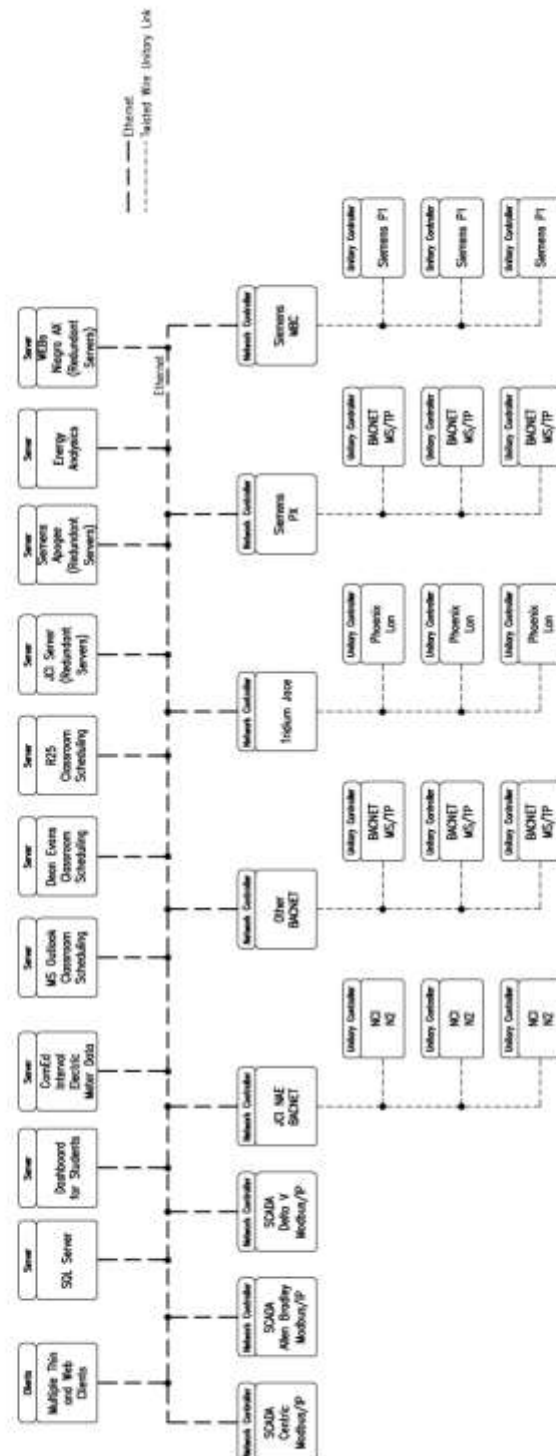 Ethernet
Twisted Wire Unitary Link
Clients
Multiple Thin
and Web
Clients
Server
SQL Server
Server
Dashboard
for Students
Server
ComEd
Interval
Electric
Meter Data
Server
MS Outlook
Classroom
Scheduling
Server
Dean Evans
Classroom
Scheduling
Server
R25
Classroom
Scheduling
Server
JCI Server
(Redundant
Servers)
Server
Siemens
Apogee
(Redundant
Servers)
Server
Energy
Analysics
Server
WEBs
Niagra AX
(Redundant
Servers)
Ethernet
Network Controller
SCADA
Centric
Modbus/IP
Network Controller
SCADA
Allen Bradley
Modbus/IP
Network Controller
SCADA
Delta V
Modbus/IP
Network Controller
JCI NAE
BACNET
Network Controller
Other
BACNET
Network Controller
Tridium Jace
Network Controller
Siemens
PX
Network Controller
Siemens
MBC
Unitary Controller
NCI
N2
Unitary Controller
BACNET
MS/TP
Unitary Controller
Phoenix
Lon
Unitary Controller
BACNET
MS/TP
Unitary Controller
Siemens P1
Unitary Controller
NCI
N2
Unitary Controller
BACNET
MS/TP
Unitary Controller
Phoenix
Lon
Unitary Controller
BACNET
MS/TP
Unitary Controller
Siemens P1
Unitary Controller
NCI
N2
Unitary Controller
BACNET
MS/TP
Unitary Controller
Phoenix
Lon
Unitary Controller
BACNET
MS/TP
Unitary Controller
Siemens P1